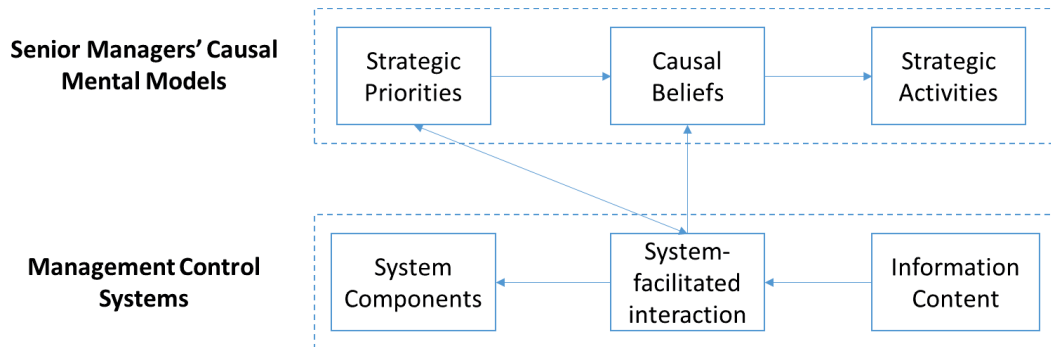 Senior Managers’ Causal
Mental Models
Strategic
Priorities
Causal
Beliefs
Strategic
Activities
Management Control
Systems
System
Components
System-
facilitated
interaction
Information
Content